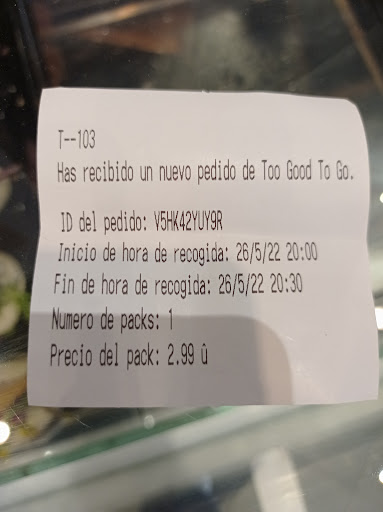 T--103
Has recibido un nuevo pedido de Too Good To Go.
ID del pedido: V5HK42YUY9R
Inicio de hora de recogida: 26/5/22 20:00
Fin de hora de recogida: 26/5/22 20:30
Numero de packs: 1
Precio del pack: 2.99 û